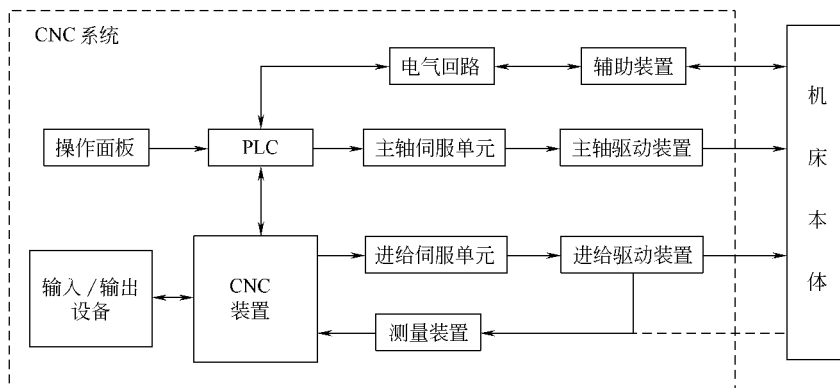 CNC 系统
电气回路
辅助装置
操作面板
PLC
主轴伺服单元
主轴驱动装置
输入/输出
设备
CNC
装置
进给伺服单元
进给驱动装置
测量装置
机
床
本
体